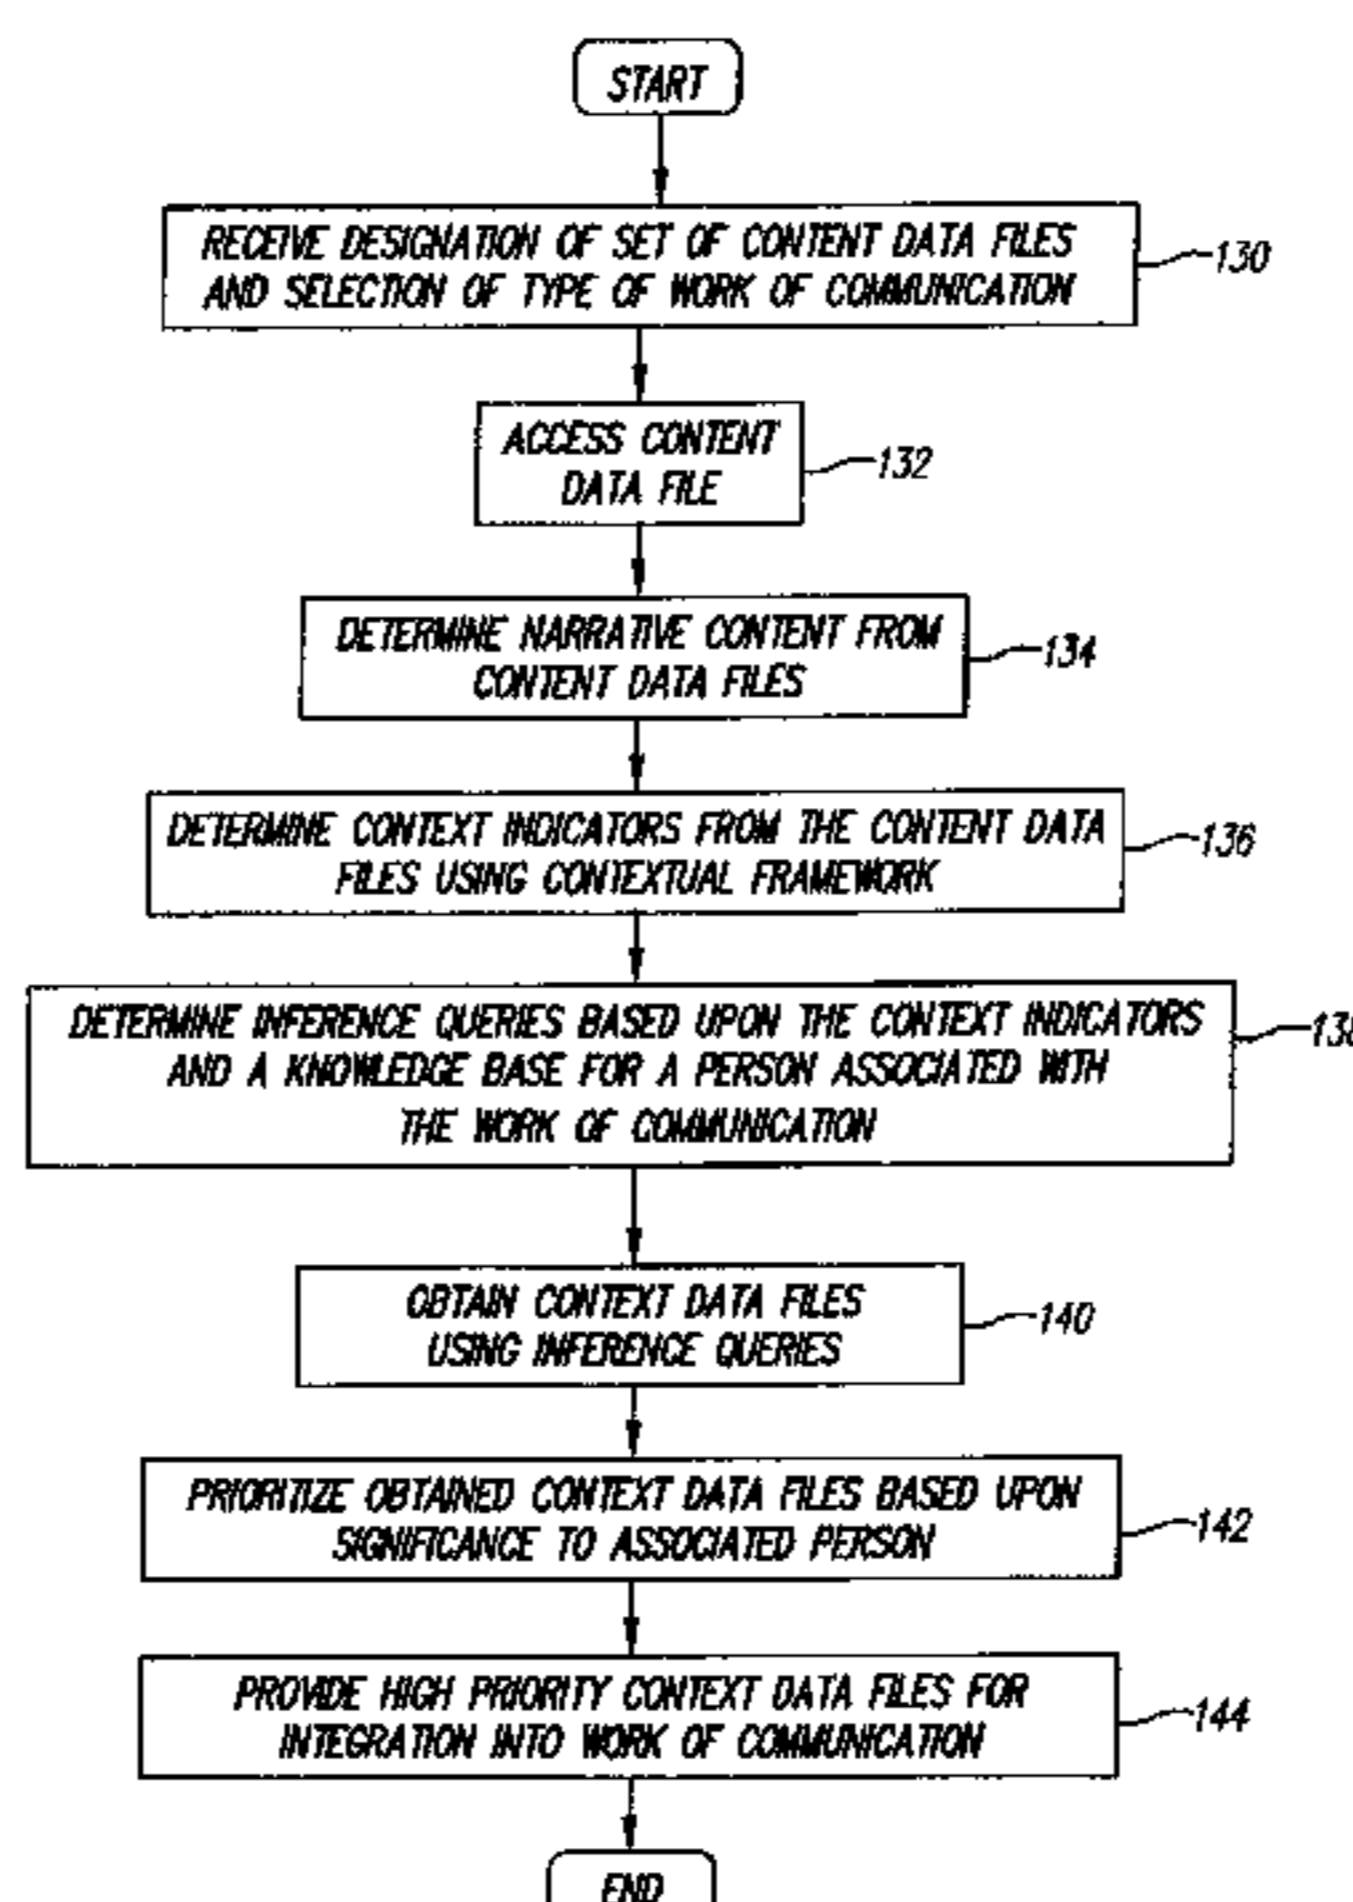 START
RECEIVE DESIGNATION OF SET OF CONTENT DATA FILES
AND SELECTION OF TYPE OF WORK OF COMMUNICATION
130
ACCESS CONTENT
DATA FILE
132
DETERMINE NARRATIVE CONTENT FROM
CONTENT DATA FILES
134
DETERMINE CONTEXT INDICATORS FROM THE CONTENT DATA
FILES USING CONTEXTUAL FRAMEWORK
136
DETERMINE INFERENCE QUERIES BASED UPON THE CONTEXT INDICATORS
AND A KNOWLEDGE BASE FOR A PERSON ASSOCIATED WITH
THE WORK OF COMMUNICATION
138
OBTAIN CONTEXT DATA FILES
USING INFERENCE QUERIES
140
PRIORITIZE OBTAINED CONTEXT DATA FILES BASED UPON
SIGNIFICANCE TO ASSOCIATED PERSON
142
PROVIDE HIGH PRIORITY CONTEXT DATA FILES FOR
INTEGRATION INTO WORK OF COMMUNICATION
144
END